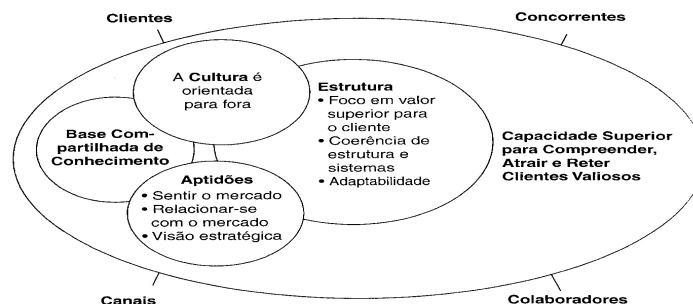 Clientes
Concorrentes
A Cultura é
orientada
para fora
Estrutura
• Foco em valor
superior para
o cliente
• Coerência de
estrutura e
sistemas
• Adaptabilidade
Base Com-
partilhada de
Conhecimento
Capacidade Superior
para Compreender,
Atrair e Reter
Clientes Valiosos
Aptidões
• Sentir o mercado
• Relacionar-se
com o mercado
• Visão estratégica
Canais
Colaboradores